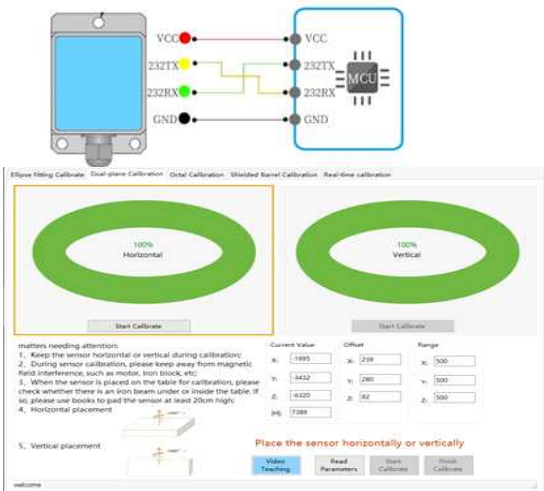 VCC
VCC
232TX
232TX
232RX
232RX
MCU
GND
GND
Ellipse Fitting Calibrate Dual-plane Calibration Octal Calibration Shielded Barrel Calibration Real-time calibration
100%
Horizontal
Start Calibrate
100%
Vertical
Start Calibrate
matters needing attention:
1、Keep the sensor horizontal or vertical during calibration;
2、During sensor calibration, please keep away from magnetic
field interference, such as motor, iron block, etc;
3、When the sensor is placed on the table for calibration, please
check whether there is an iron beam under or inside the table. If
so, please use books to pad the sensor at least 20cm high;
4、Horizontal placement
5、Vertical placement
Current Value Offset Range
X: -1895 X: 239 X: 500
Y: -3432 Y: 280 Y: 500
Z: -6320 Z: 82 Z: 500
|H|: 7389
Place the sensor horizontally or vertically
Video Teaching
Read Parameters
Start Calibrate
Finish Calibrate
welcome